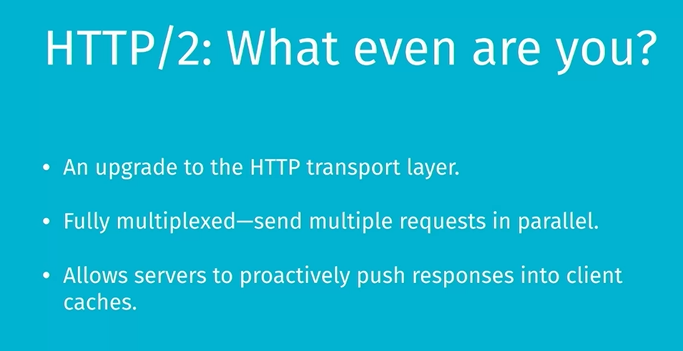 HTTP/2: What even are you?
• An upgrade to the HTTP transport layer.
• Fully multiplexed—send multiple requests in parallel.
• Allows servers to proactively push responses into client
caches.